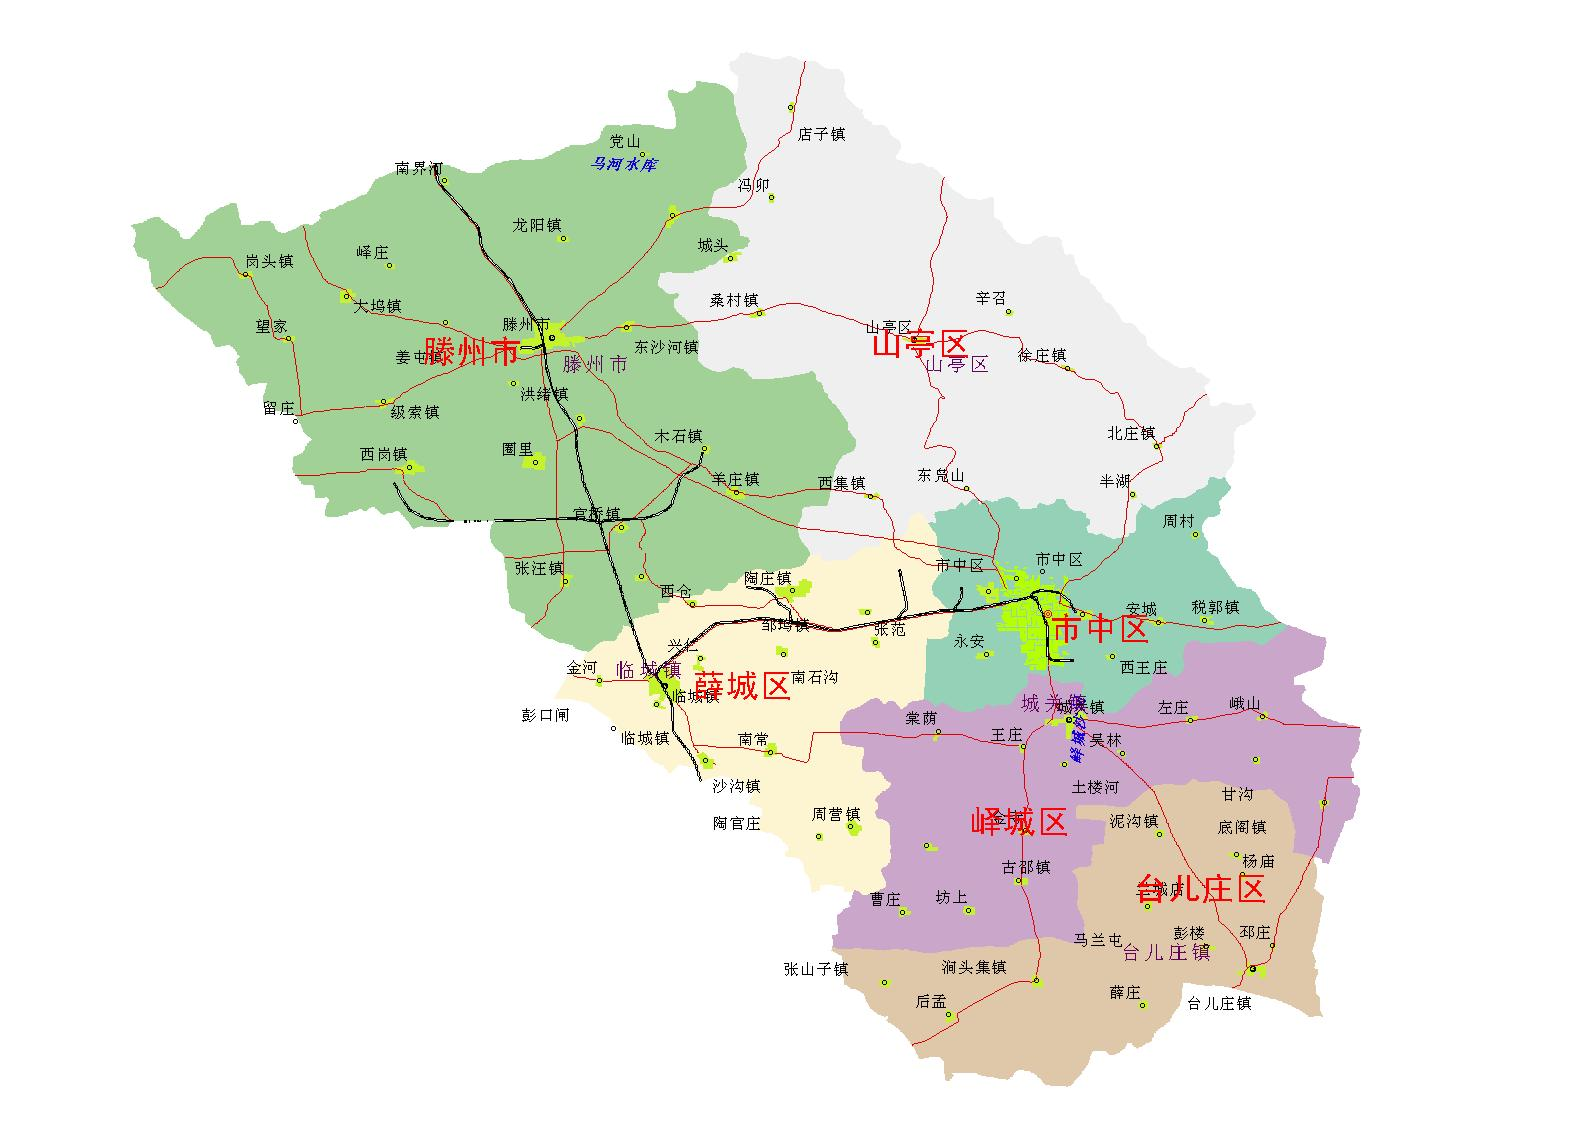 店子镇
党山
马河水库
南界河
冯卯
龙阳镇
城头
峄庄
岗头镇
桑村镇
辛召
大坞镇
望家
滕州市
山亭区
山亭区
滕州市
东沙河镇
姜屯镇
滕州市
山亭区
徐庄镇
洪绪镇
留庄
级索镇
木石镇
北庄镇
圈里
西岗镇
羊庄镇
西集镇
东凫山
半湖
官桥镇
周村
张汪镇
陶庄镇
市中区
市中区
西仓
安城
税郭镇
邹坞镇
张范
市中区
兴仁
永安
金河
临城镇
南石沟
西王庄
薛城区
临城镇
彭口闸
棠荫
城关镇
城关镇
左庄
峨山
临城镇
南常
王庄
吴林
沙沟镇
土楼河
甘沟
陶官庄
周营镇
峄城区
泥沟镇
底阁镇
古邵镇
杨庙
台儿庄区
曹庄
坊上
马兰屯
彭楼
邳庄
台儿庄镇
张山子镇
涧头集镇
后孟
薛庄
台儿庄镇